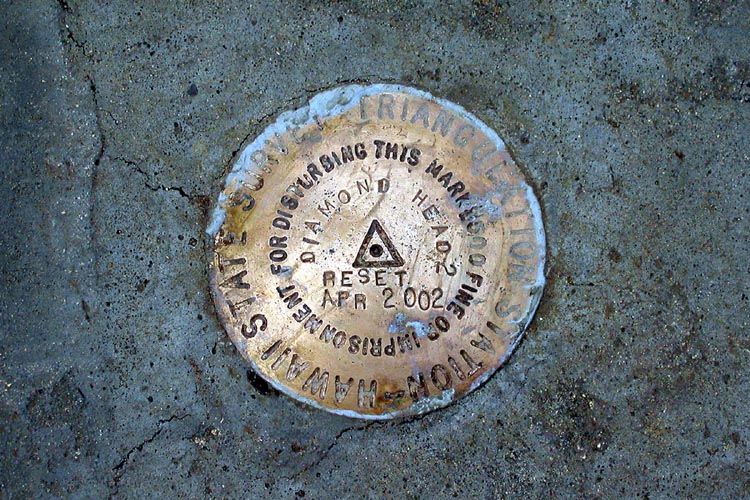 HAWAII STATE SURVEY TRIANGULATION STATION –
$500 FINE OR IMPRISONMENT FOR DISTURBING THIS MARK
DIAMOND HEAD 2
RESET
APR 2002